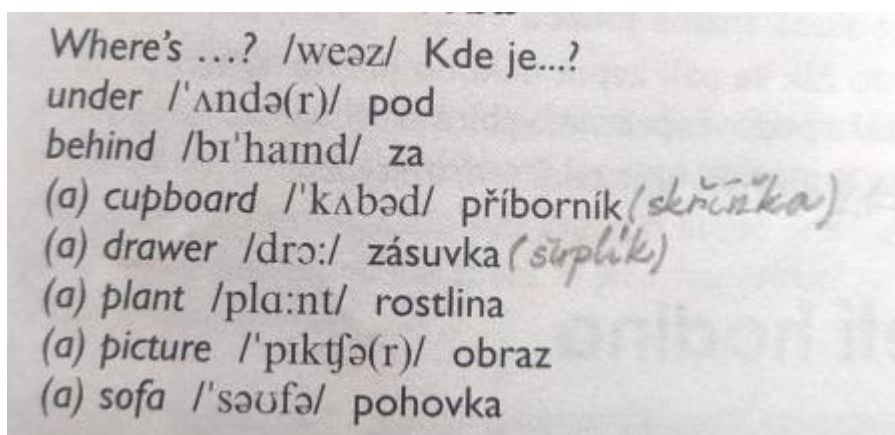 Where's ...? /weəz/ Kde je...?
under /ˈʌndə(r)/ pod
behind /bɪˈhaɪnd/ za
(a) cupboard /ˈkʌbəd/ příborník (skříňka)
(a) drawer /drɔː/ zásuvka (šuplík)
(a) plant /plɑːnt/ rostlina
(a) picture /ˈpɪktʃə(r)/ obraz
(a) sofa /ˈsəʊfə/ pohovka